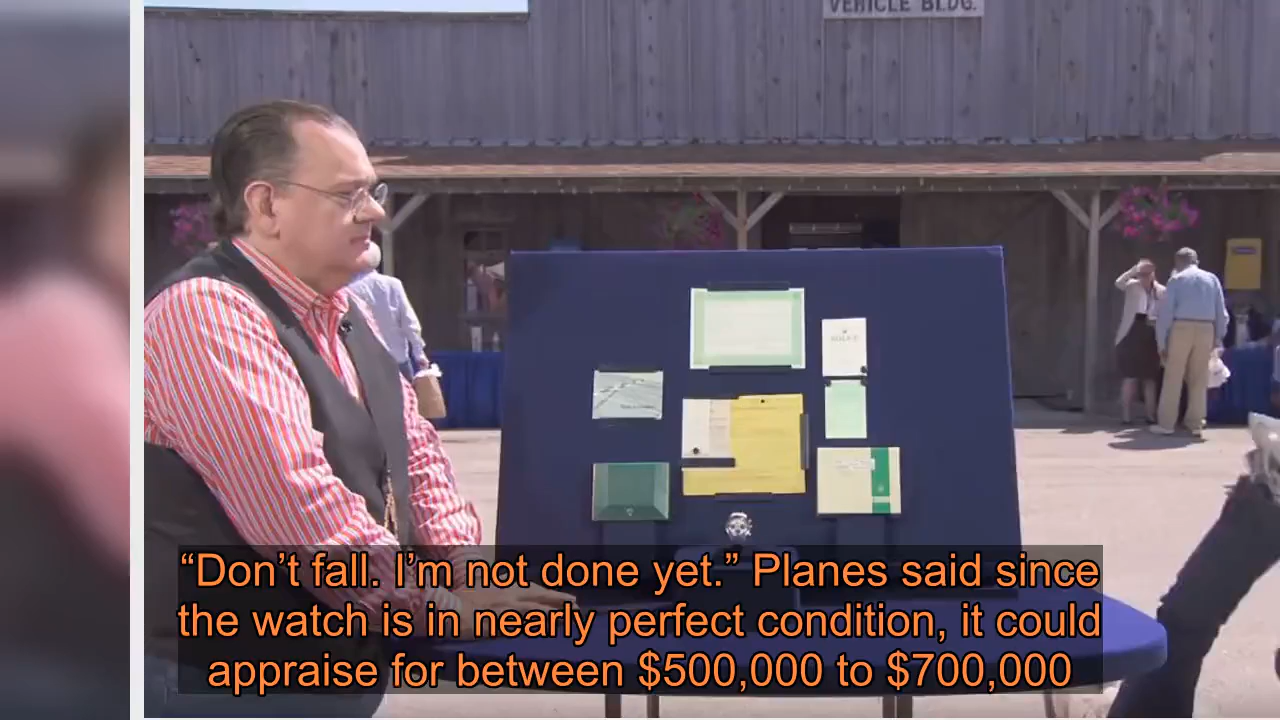 VEHICLE BLDG.
ROLEX
“Don’t fall. I’m not done yet.” Planes said since
the watch is in nearly perfect condition, it could
appraise for between $500,000 to $700,000